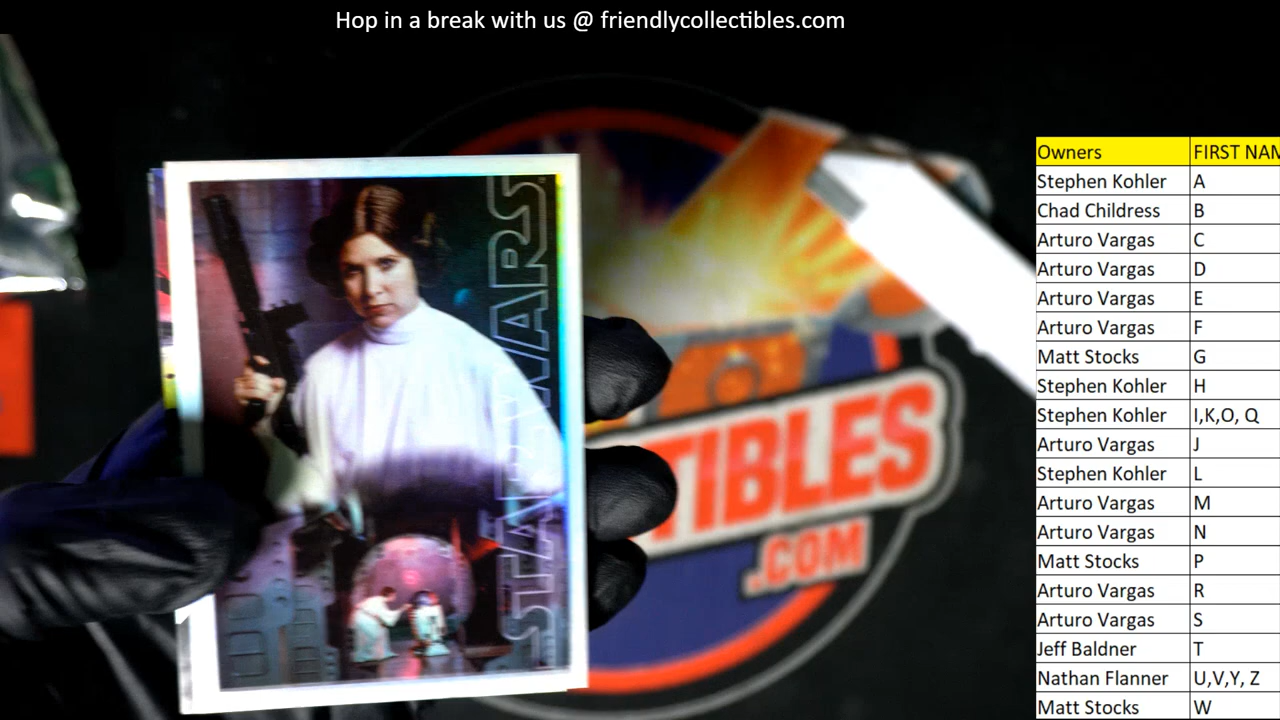 Hop in a break with us @ friendlycollectibles.com
STAR WARS
TIBLES
.COM
Owners FIRST NAM
Stephen Kohler A
Chad Childress B
Arturo Vargas C
Arturo Vargas D
Arturo Vargas E
Arturo Vargas F
Matt Stocks G
Stephen Kohler H
Stephen Kohler I,K,O, Q
Arturo Vargas J
Stephen Kohler L
Arturo Vargas M
Arturo Vargas N
Matt Stocks P
Arturo Vargas R
Arturo Vargas S
Jeff Baldner T
Nathan Flanner U,V,Y, Z
Matt Stocks W